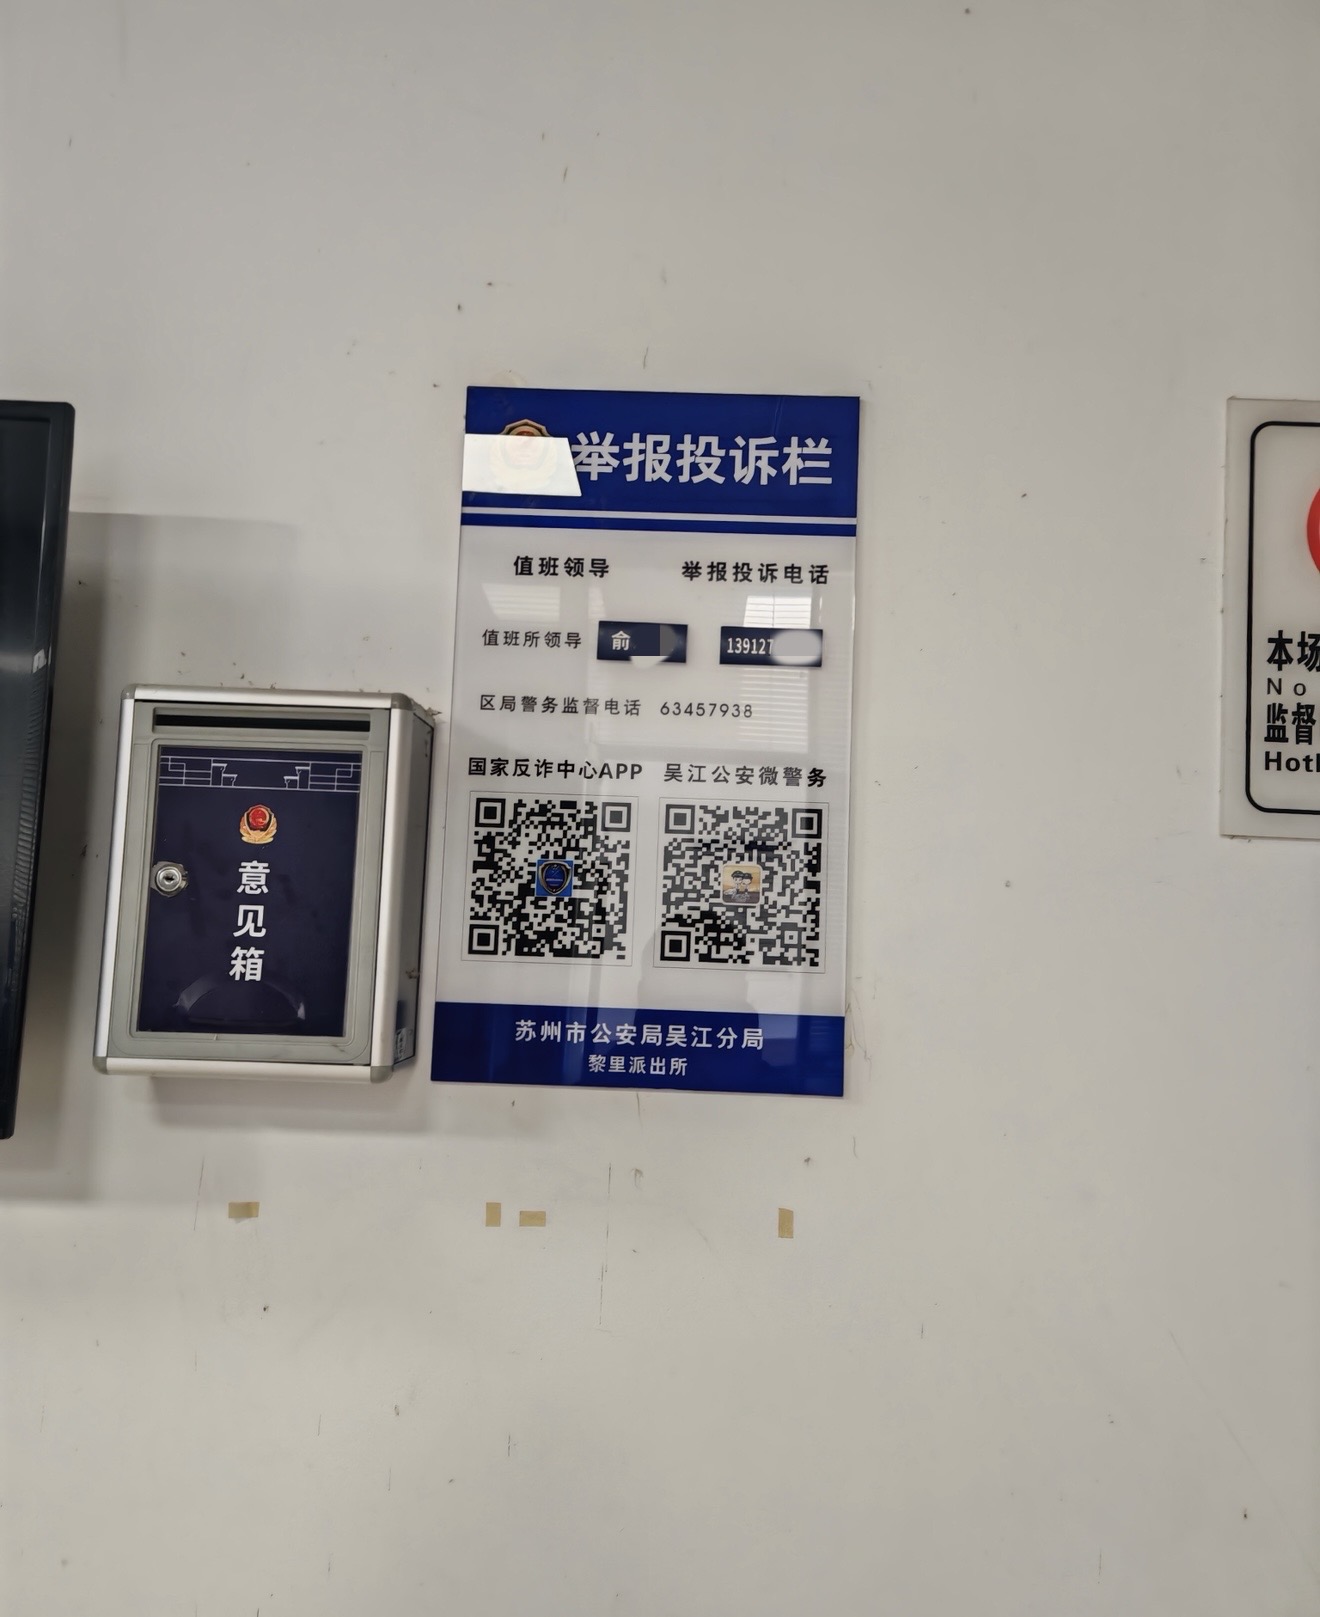 举报投诉栏
值班领导 举报投诉电话
值班所领导 俞 139127
区局警务监督电话 63457938
国家反诈中心APP 吴江公安微警务
苏州市公安局吴江分局
黎里派出所
意
见
箱
本场
No
监督
Hotl